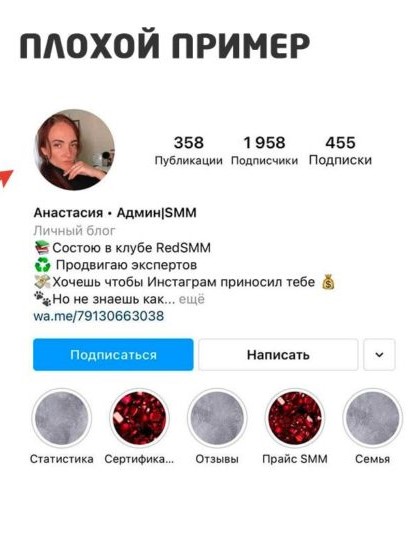 ПЛОХОЙ ПРИМЕР
358 1 958 455
Публикации Подписчики Подписки
Анастасия • Админ|SMM
Личный блог
📚Состою в клубе RedSMM
♻️ Продвигаю экспертов
💸Хочешь чтобы Инстаграм приносил тебе 💰
🐾Но не знаешь как... ещё
wa.me/79130663038
Подписаться Написать
Статистика Сертифика... Отзывы Прайс SMM Семья